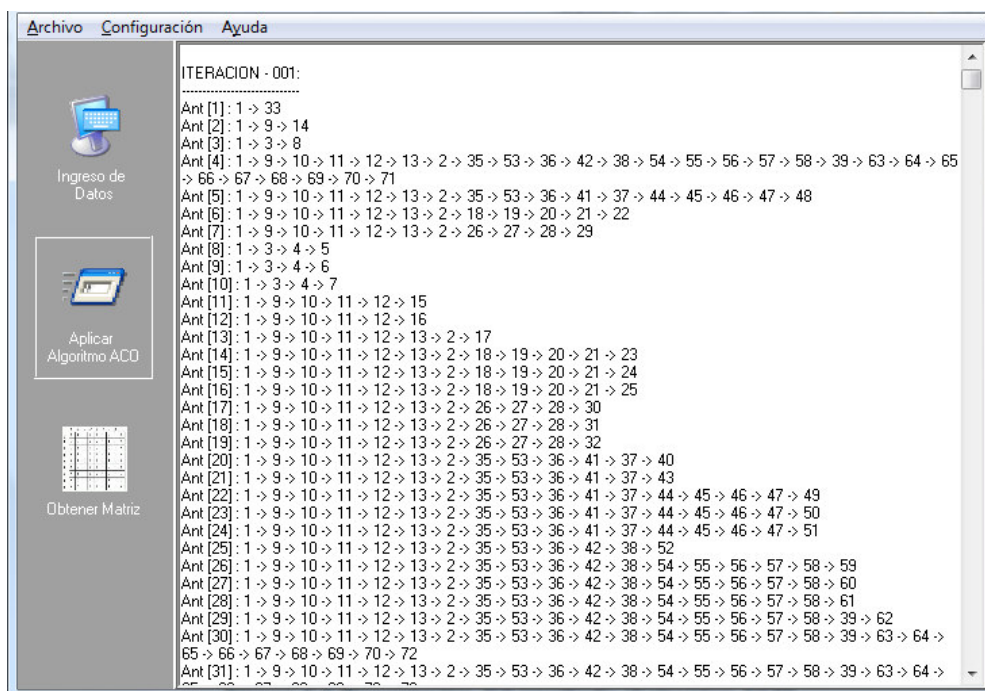 Archivo Configuración Ayuda
Ingreso de
Datos
Aplicar
Algoritmo ACO
Obtener Matriz
ITERACION - 001:
-----------------------------
Ant [1] : 1 -> 33
Ant [2] : 1 -> 9 -> 14
Ant [3] : 1 -> 3 -> 8
Ant [4] : 1 -> 9 -> 10 -> 11 -> 12 -> 13 -> 2 -> 35 -> 53 -> 36 -> 42 -> 38 -> 54 -> 55 -> 56 -> 57 -> 58 -> 39 -> 63 -> 64 -> 65
-> 66 -> 67 -> 68 -> 69 -> 70 -> 71
Ant [5] : 1 -> 9 -> 10 -> 11 -> 12 -> 13 -> 2 -> 35 -> 53 -> 36 -> 41 -> 37 -> 44 -> 45 -> 46 -> 47 -> 48
Ant [6] : 1 -> 9 -> 10 -> 11 -> 12 -> 13 -> 2 -> 18 -> 19 -> 20 -> 21 -> 22
Ant [7] : 1 -> 9 -> 10 -> 11 -> 12 -> 13 -> 2 -> 26 -> 27 -> 28 -> 29
Ant [8] : 1 -> 3 -> 4 -> 5
Ant [9] : 1 -> 3 -> 4 -> 6
Ant [10] : 1 -> 3 -> 4 -> 7
Ant [11] : 1 -> 9 -> 10 -> 11 -> 12 -> 15
Ant [12] : 1 -> 9 -> 10 -> 11 -> 12 -> 16
Ant [13] : 1 -> 9 -> 10 -> 11 -> 12 -> 13 -> 2 -> 17
Ant [14] : 1 -> 9 -> 10 -> 11 -> 12 -> 13 -> 2 -> 18 -> 19 -> 20 -> 21 -> 23
Ant [15] : 1 -> 9 -> 10 -> 11 -> 12 -> 13 -> 2 -> 18 -> 19 -> 20 -> 21 -> 24
Ant [16] : 1 -> 9 -> 10 -> 11 -> 12 -> 13 -> 2 -> 18 -> 19 -> 20 -> 21 -> 25
Ant [17] : 1 -> 9 -> 10 -> 11 -> 12 -> 13 -> 2 -> 26 -> 27 -> 28 -> 30
Ant [18] : 1 -> 9 -> 10 -> 11 -> 12 -> 13 -> 2 -> 26 -> 27 -> 28 -> 31
Ant [19] : 1 -> 9 -> 10 -> 11 -> 12 -> 13 -> 2 -> 26 -> 27 -> 28 -> 32
Ant [20] : 1 -> 9 -> 10 -> 11 -> 12 -> 13 -> 2 -> 35 -> 53 -> 36 -> 41 -> 37 -> 40
Ant [21] : 1 -> 9 -> 10 -> 11 -> 12 -> 13 -> 2 -> 35 -> 53 -> 36 -> 41 -> 37 -> 43
Ant [22] : 1 -> 9 -> 10 -> 11 -> 12 -> 13 -> 2 -> 35 -> 53 -> 36 -> 41 -> 37 -> 44 -> 45 -> 46 -> 47 -> 49
Ant [23] : 1 -> 9 -> 10 -> 11 -> 12 -> 13 -> 2 -> 35 -> 53 -> 36 -> 41 -> 37 -> 44 -> 45 -> 46 -> 47 -> 50
Ant [24] : 1 -> 9 -> 10 -> 11 -> 12 -> 13 -> 2 -> 35 -> 53 -> 36 -> 41 -> 37 -> 44 -> 45 -> 46 -> 47 -> 51
Ant [25] : 1 -> 9 -> 10 -> 11 -> 12 -> 13 -> 2 -> 35 -> 53 -> 36 -> 42 -> 38 -> 52
Ant [26] : 1 -> 9 -> 10 -> 11 -> 12 -> 13 -> 2 -> 35 -> 53 -> 36 -> 42 -> 38 -> 54 -> 55 -> 56 -> 57 -> 58 -> 59
Ant [27] : 1 -> 9 -> 10 -> 11 -> 12 -> 13 -> 2 -> 35 -> 53 -> 36 -> 42 -> 38 -> 54 -> 55 -> 56 -> 57 -> 58 -> 60
Ant [28] : 1 -> 9 -> 10 -> 11 -> 12 -> 13 -> 2 -> 35 -> 53 -> 36 -> 42 -> 38 -> 54 -> 55 -> 56 -> 57 -> 58 -> 61
Ant [29] : 1 -> 9 -> 10 -> 11 -> 12 -> 13 -> 2 -> 35 -> 53 -> 36 -> 42 -> 38 -> 54 -> 55 -> 56 -> 57 -> 58 -> 39 -> 62
Ant [30] : 1 -> 9 -> 10 -> 11 -> 12 -> 13 -> 2 -> 35 -> 53 -> 36 -> 42 -> 38 -> 54 -> 55 -> 56 -> 57 -> 58 -> 39 -> 63 -> 64 ->
65 -> 66 -> 67 -> 68 -> 69 -> 70 -> 72
Ant [31] : 1 -> 9 -> 10 -> 11 -> 12 -> 13 -> 2 -> 35 -> 53 -> 36 -> 42 -> 38 -> 54 -> 55 -> 56 -> 57 -> 58 -> 39 -> 63 -> 64 ->